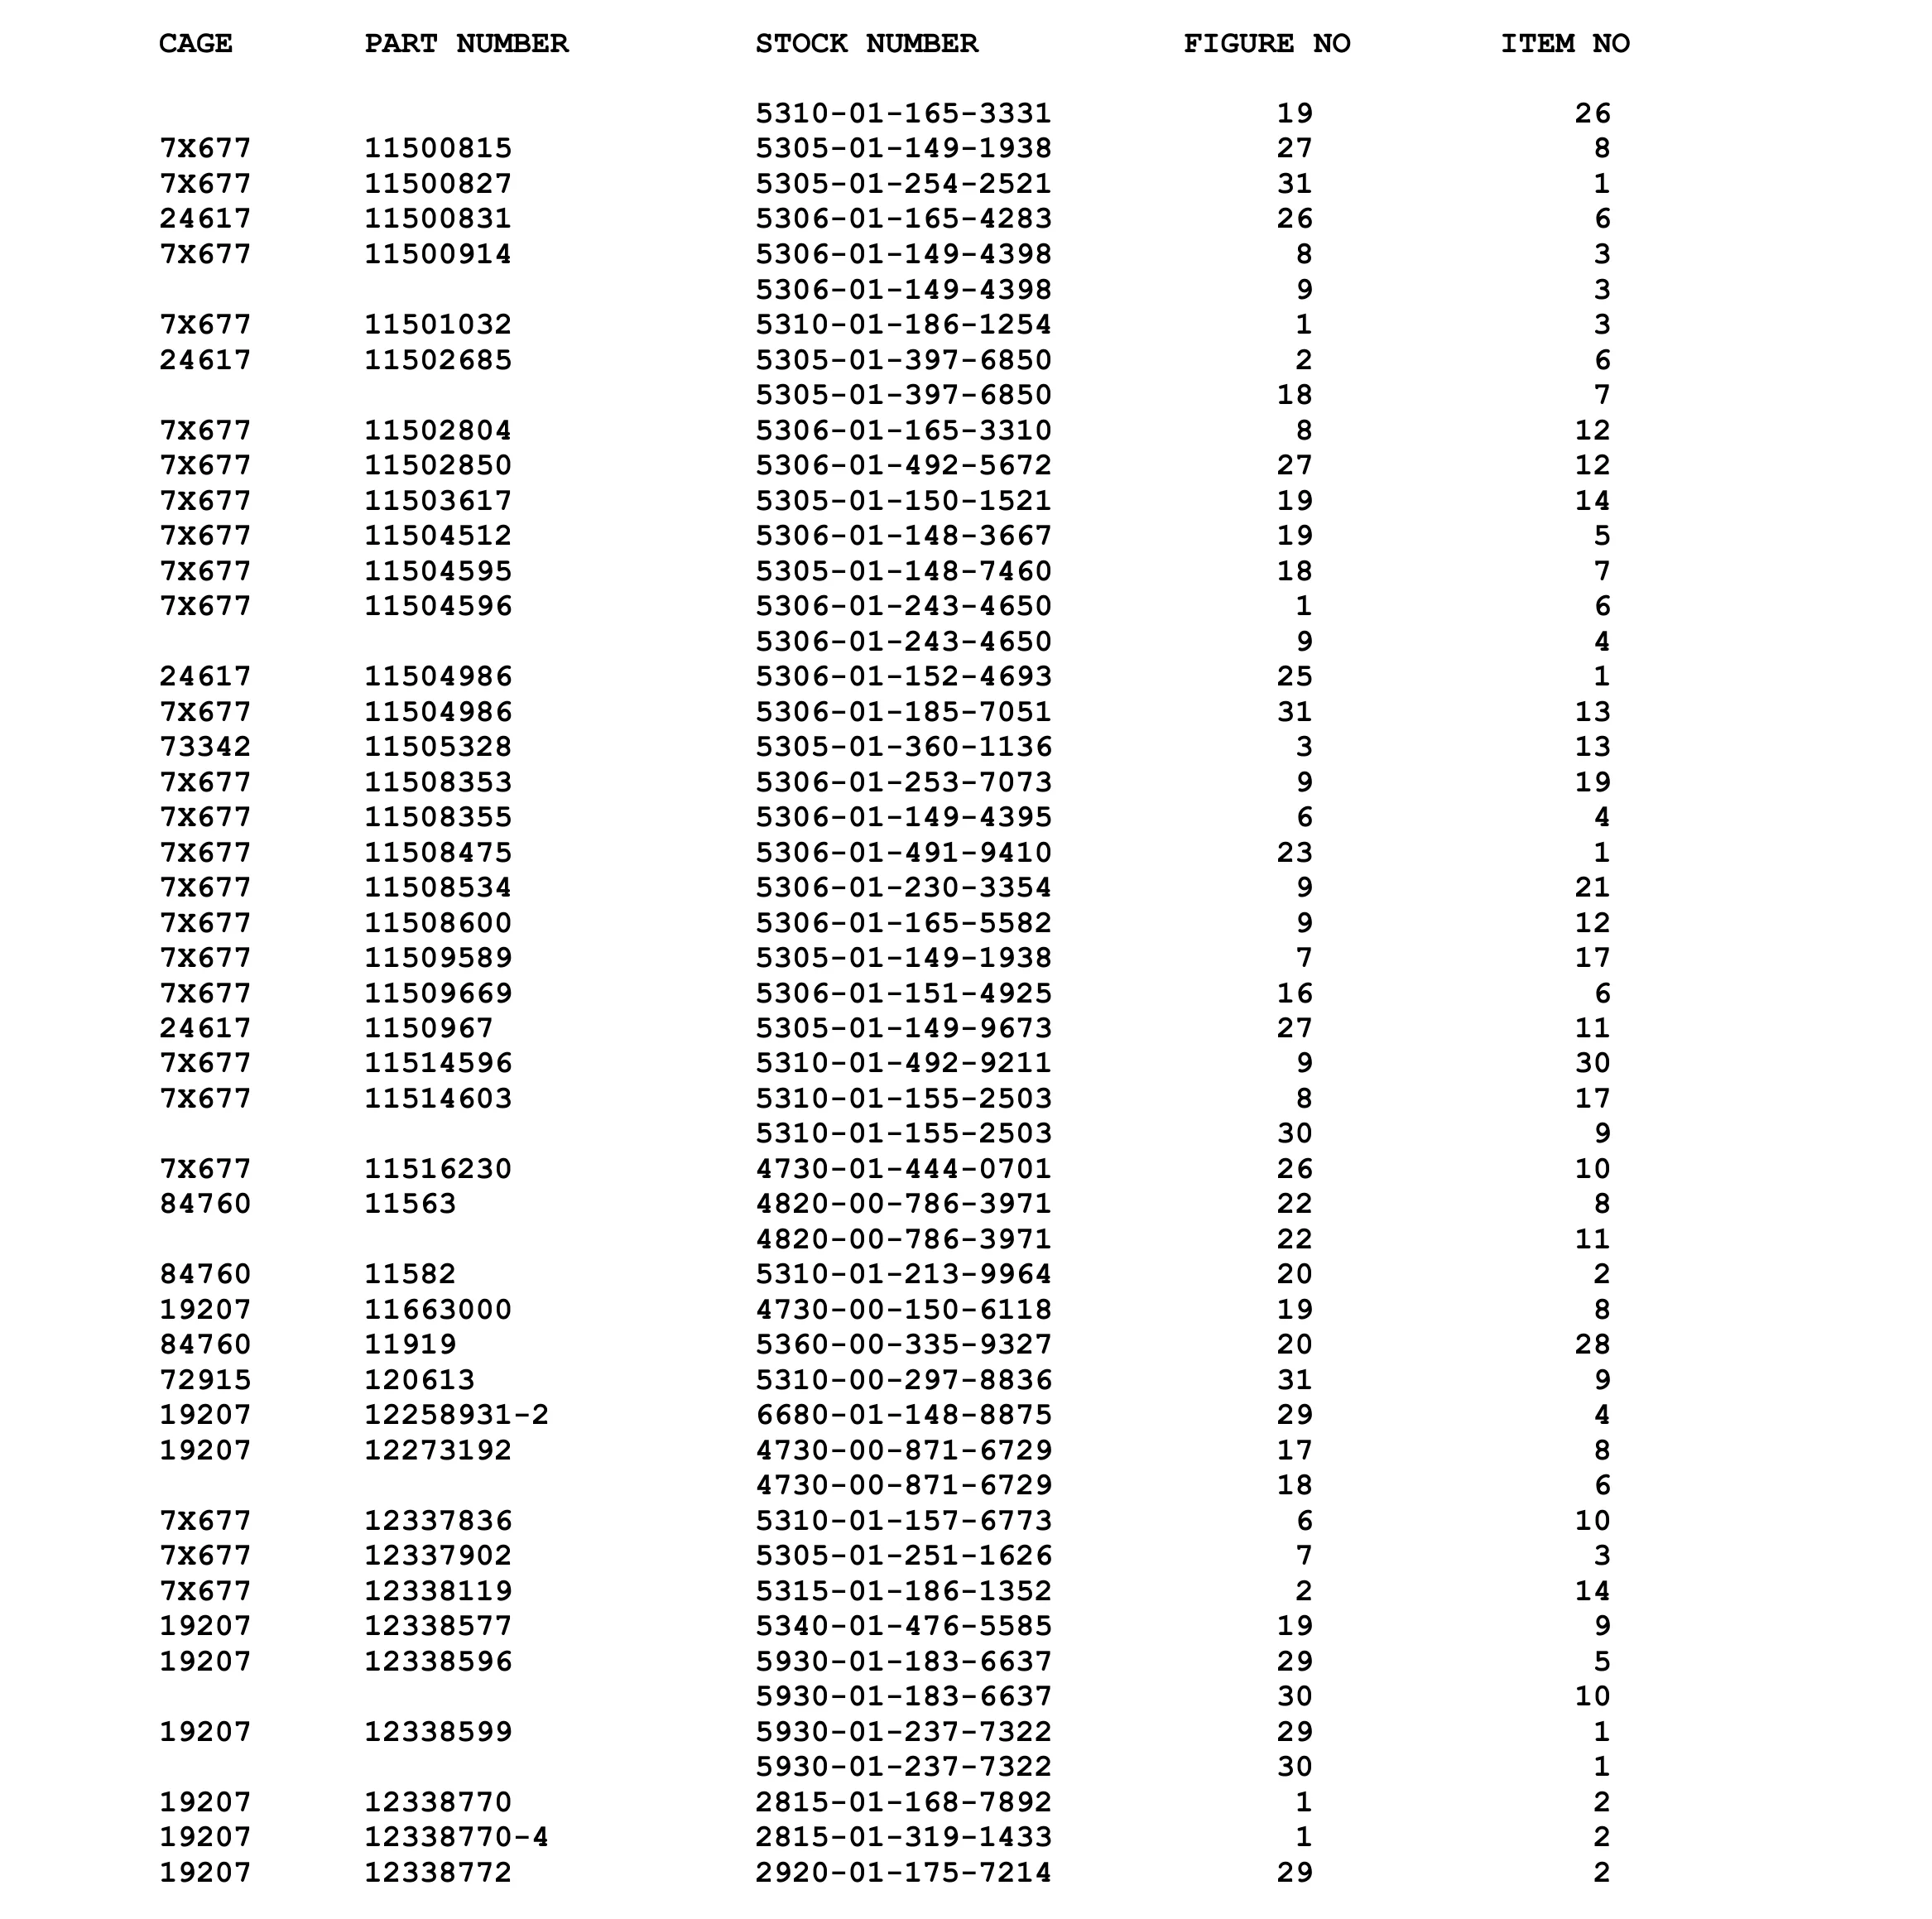 CAGE PART NUMBER STOCK NUMBER FIGURE NO ITEM NO
5310-01-165-3331 19 26
7X677 11500815 5305-01-149-1938 27 8
7X677 11500827 5305-01-254-2521 31 1
24617 11500831 5306-01-165-4283 26 6
7X677 11500914 5306-01-149-4398 8 3
5306-01-149-4398 9 3
7X677 11501032 5310-01-186-1254 1 3
24617 11502685 5305-01-397-6850 2 6
5305-01-397-6850 18 7
7X677 11502804 5306-01-165-3310 8 12
7X677 11502850 5306-01-492-5672 27 12
7X677 11503617 5305-01-150-1521 19 14
7X677 11504512 5306-01-148-3667 19 5
7X677 11504595 5305-01-148-7460 18 7
7X677 11504596 5306-01-243-4650 1 6
5306-01-243-4650 9 4
24617 11504986 5306-01-152-4693 25 1
7X677 11504986 5306-01-185-7051 31 13
73342 11505328 5305-01-360-1136 3 13
7X677 11508353 5306-01-253-7073 9 19
7X677 11508355 5306-01-149-4395 6 4
7X677 11508475 5306-01-491-9410 23 1
7X677 11508534 5306-01-230-3354 9 21
7X677 11508600 5306-01-165-5582 9 12
7X677 11509589 5305-01-149-1938 7 17
7X677 11509669 5306-01-151-4925 16 6
24617 1150967 5305-01-149-9673 27 11
7X677 11514596 5310-01-492-9211 9 30
7X677 11514603 5310-01-155-2503 8 17
5310-01-155-2503 30 9
7X677 11516230 4730-01-444-0701 26 10
84760 11563 4820-00-786-3971 22 8
4820-00-786-3971 22 11
84760 11582 5310-01-213-9964 20 2
19207 11663000 4730-00-150-6118 19 8
84760 11919 5360-00-335-9327 20 28
72915 120613 5310-00-297-8836 31 9
19207 12258931-2 6680-01-148-8875 29 4
19207 12273192 4730-00-871-6729 17 8
4730-00-871-6729 18 6
7X677 12337836 5310-01-157-6773 6 10
7X677 12337902 5305-01-251-1626 7 3
7X677 12338119 5315-01-186-1352 2 14
19207 12338577 5340-01-476-5585 19 9
19207 12338596 5930-01-183-6637 29 5
5930-01-183-6637 30 10
19207 12338599 5930-01-237-7322 29 1
5930-01-237-7322 30 1
19207 12338770 2815-01-168-7892 1 2
19207 12338770-4 2815-01-319-1433 1 2
19207 12338772 2920-01-175-7214 29 2